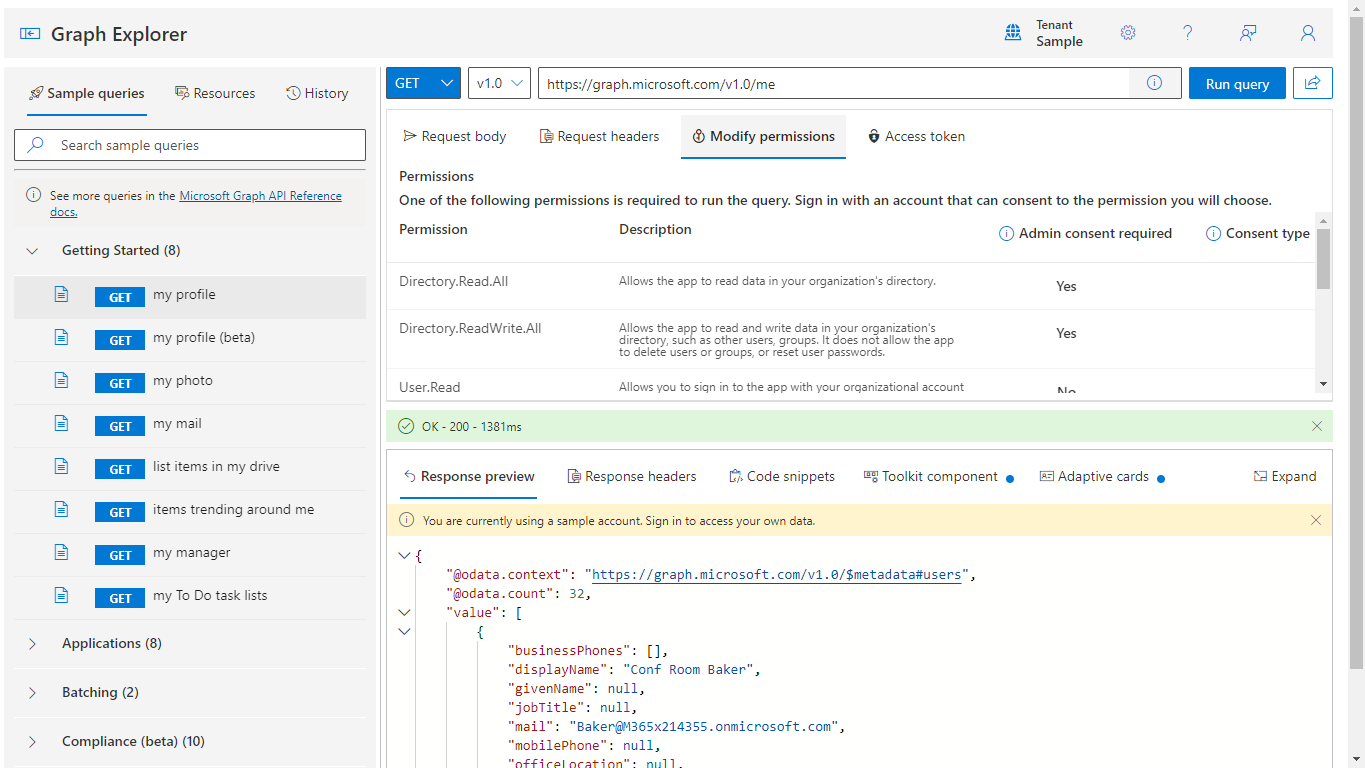 Graph Explorer
Tenant
Sample
Sample queries
Resources
History
Search sample queries
See more queries in the Microsoft Graph API Reference
docs.
Getting Started (8)
GET my profile
GET my profile (beta)
GET my photo
GET my mail
GET list items in my drive
GET items trending around me
GET my manager
GET my To Do task lists
Applications (8)
Batching (2)
Compliance (beta) (10)
GET
v1.0
https://graph.microsoft.com/v1.0/me
Run query
Request body
Request headers
Modify permissions
Access token
Permissions
One of the following permissions is required to run the query. Sign in with an account that can consent to the permission you will choose.
Permission Description Admin consent required Consent type
Directory.Read.All Allows the app to read data in your organization's directory. Yes
Directory.ReadWrite.All Allows the app to read and write data in your organization's
directory, such as other users, groups. It does not allow the app
to delete users or groups, or reset user passwords.
Yes
User.Read Allows you to sign in to the app with your organizational account No
OK - 200 - 1381ms
Response preview
Response headers
Code snippets
Toolkit component
Adaptive cards
Expand
You are currently using a sample account. Sign in to access your own data.
{
"@odata.context": "https://graph.microsoft.com/v1.0/$metadata#users",
"@odata.count": 32,
"value": [
{
"businessPhones": [],
"displayName": "Conf Room Baker",
"givenName": null,
"jobTitle": null,
"mail": "Baker@M365x214355.onmicrosoft.com",
"mobilePhone": null,
"officeLocation": null,